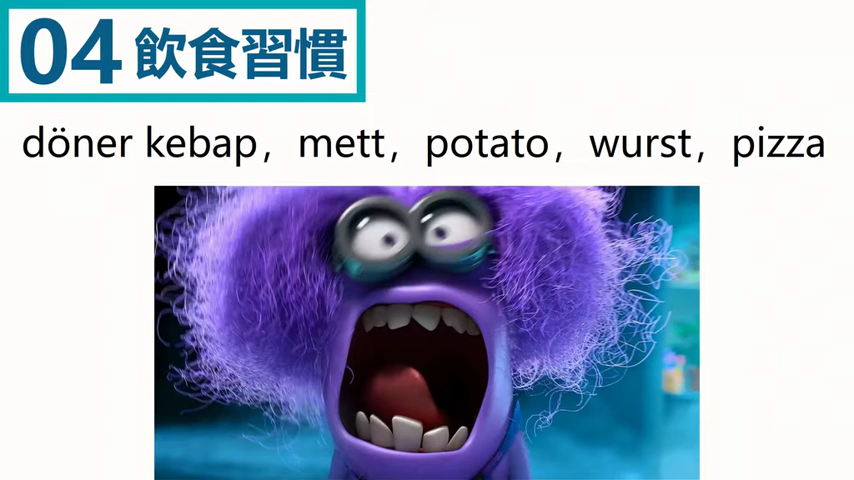 04 飲食習慣
döner kebap，mett，potato，wurst，pizza